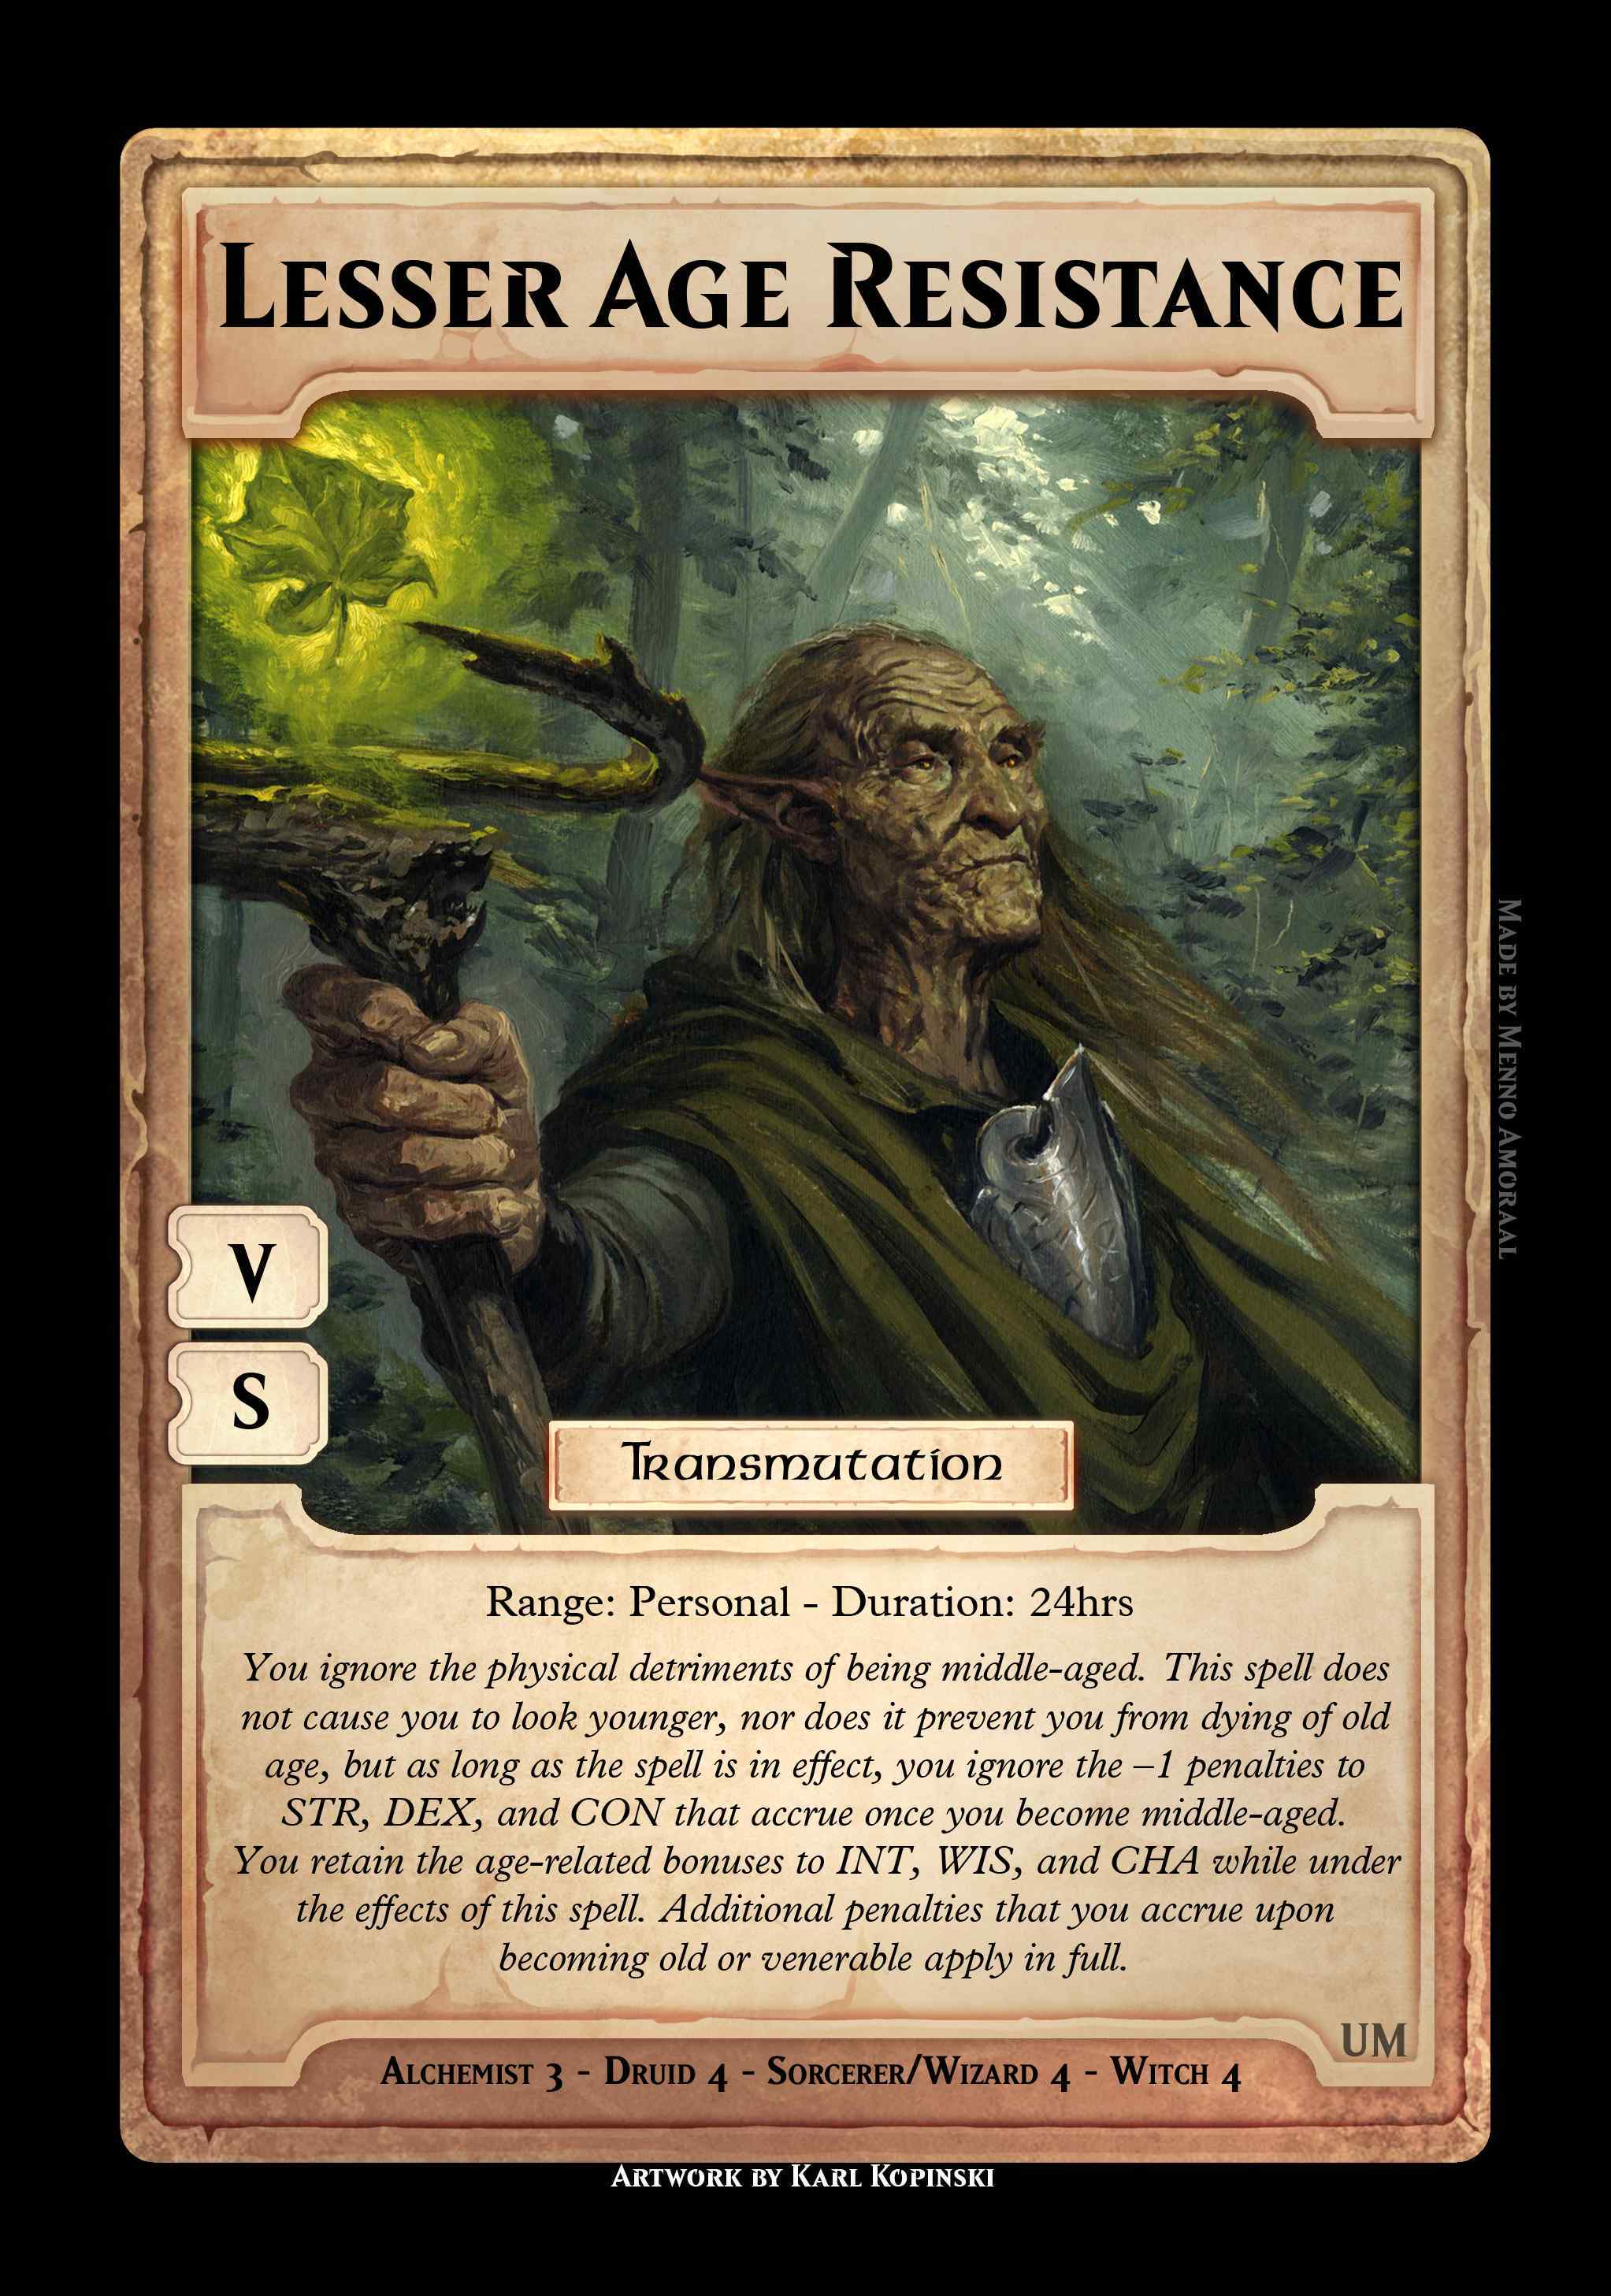 Lesser Age Resistance
V
S
Transmutation
Range: Personal - Duration: 24hrs
You ignore the physical detriments of being middle-aged. This spell does
not cause you to look younger, nor does it prevent you from dying of old
age, but as long as the spell is in effect, you ignore the –1 penalties to
STR, DEX, and CON that accrue once you become middle-aged.
You retain the age-related bonuses to INT, WIS, and CHA while under
the effects of this spell. Additional penalties that you accrue upon
becoming old or venerable apply in full.
UM
Alchemist 3 - Druid 4 - Sorcerer/Wizard 4 - Witch 4
Artwork by Karl Kopinski
Made by Menno Amoraal